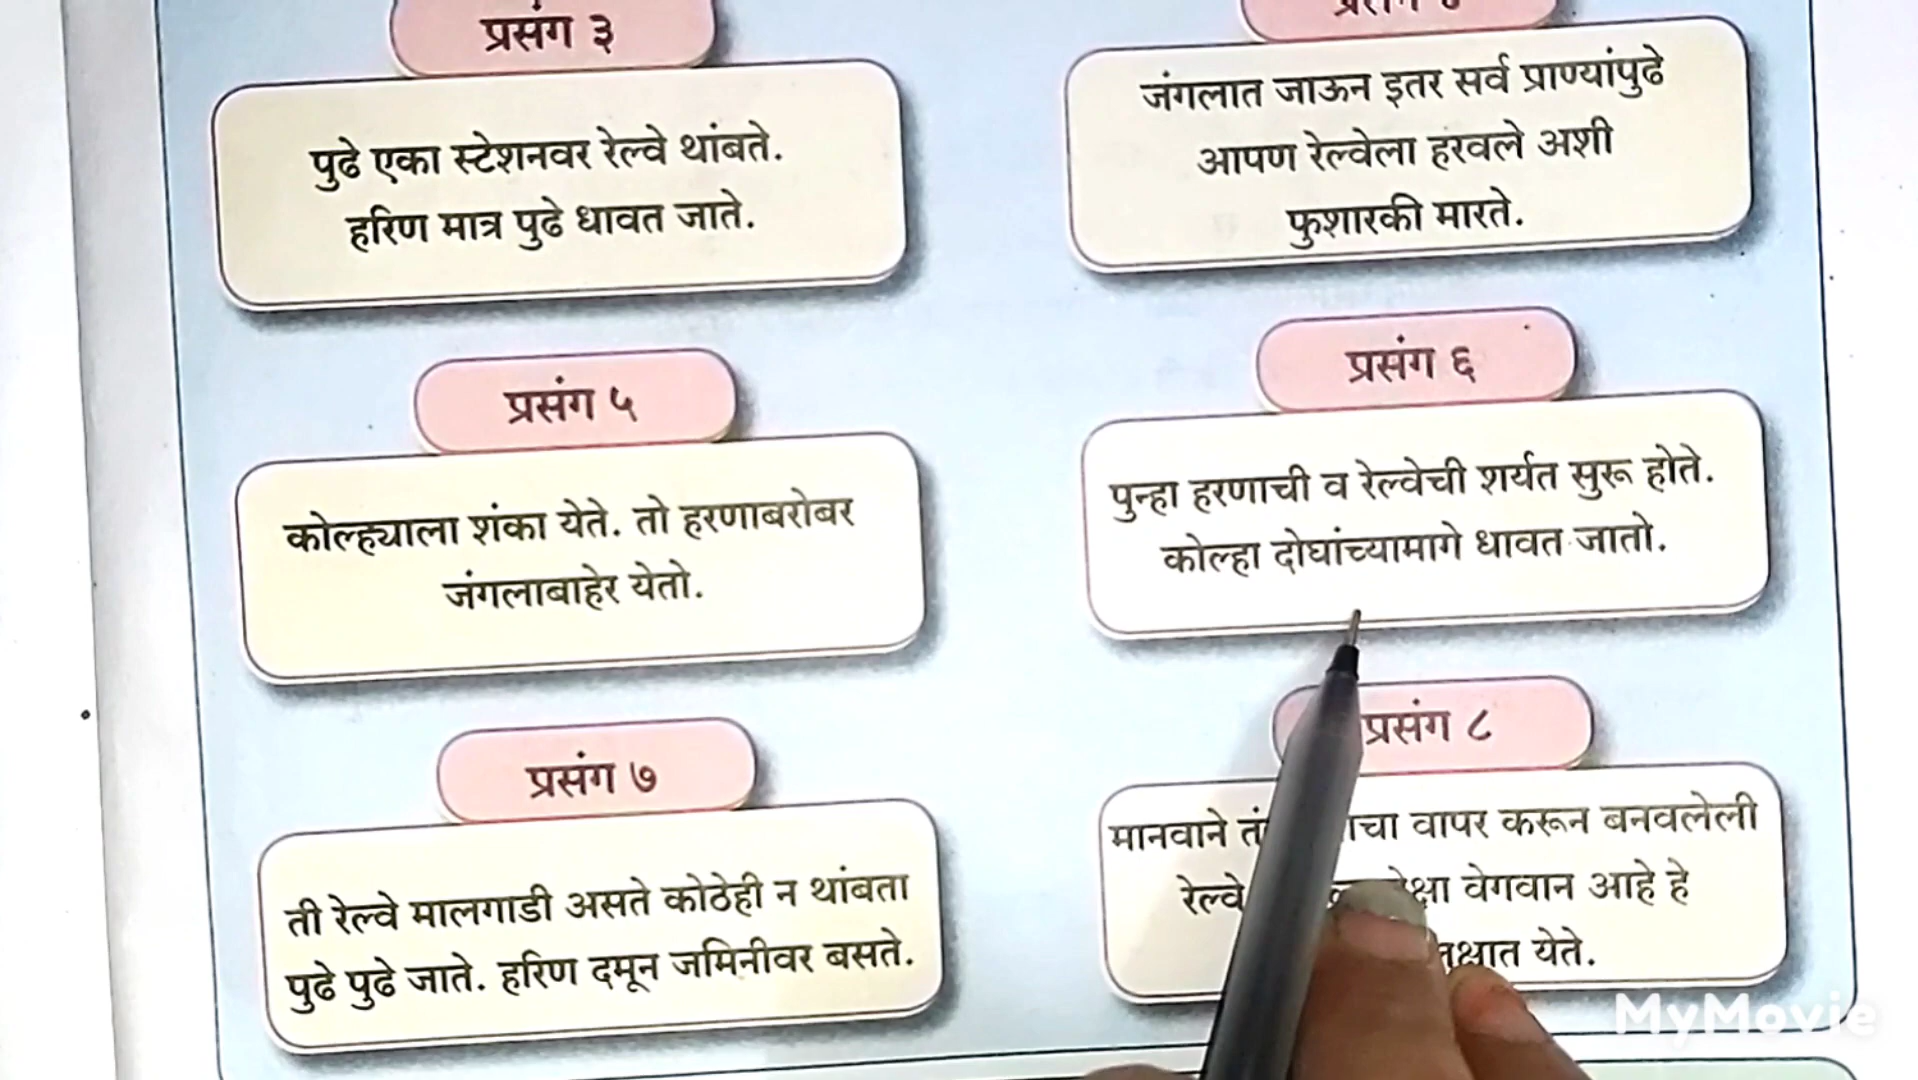 प्रसंग ३
पुढे एका स्टेशनवर रेल्वे थांबते.
हरिण मात्र पुढे धावत जाते.
जंगलात जाऊन इतर सर्व प्राण्यांपुढे
आपण रेल्वेला हरवले अशी
फुशारकी मारते.
प्रसंग ५
कोल्ह्याला शंका येते. तो हरणाबरोबर
जंगलाबाहेर येतो.
प्रसंग ६
पुन्हा हरणाची व रेल्वेची शर्यत सुरू होते.
कोल्हा दोघांच्यामागे धावत जातो.
प्रसंग ७
ती रेल्वे मालगाडी असते कोठेही न थांबता
पुढे पुढे जाते. हरिण दमून जमिनीवर बसते.
प्रसंग ८
मानवाने वापर करून बनवलेली
रेल्वे वेगवान आहे हे
येते.
MyMovie